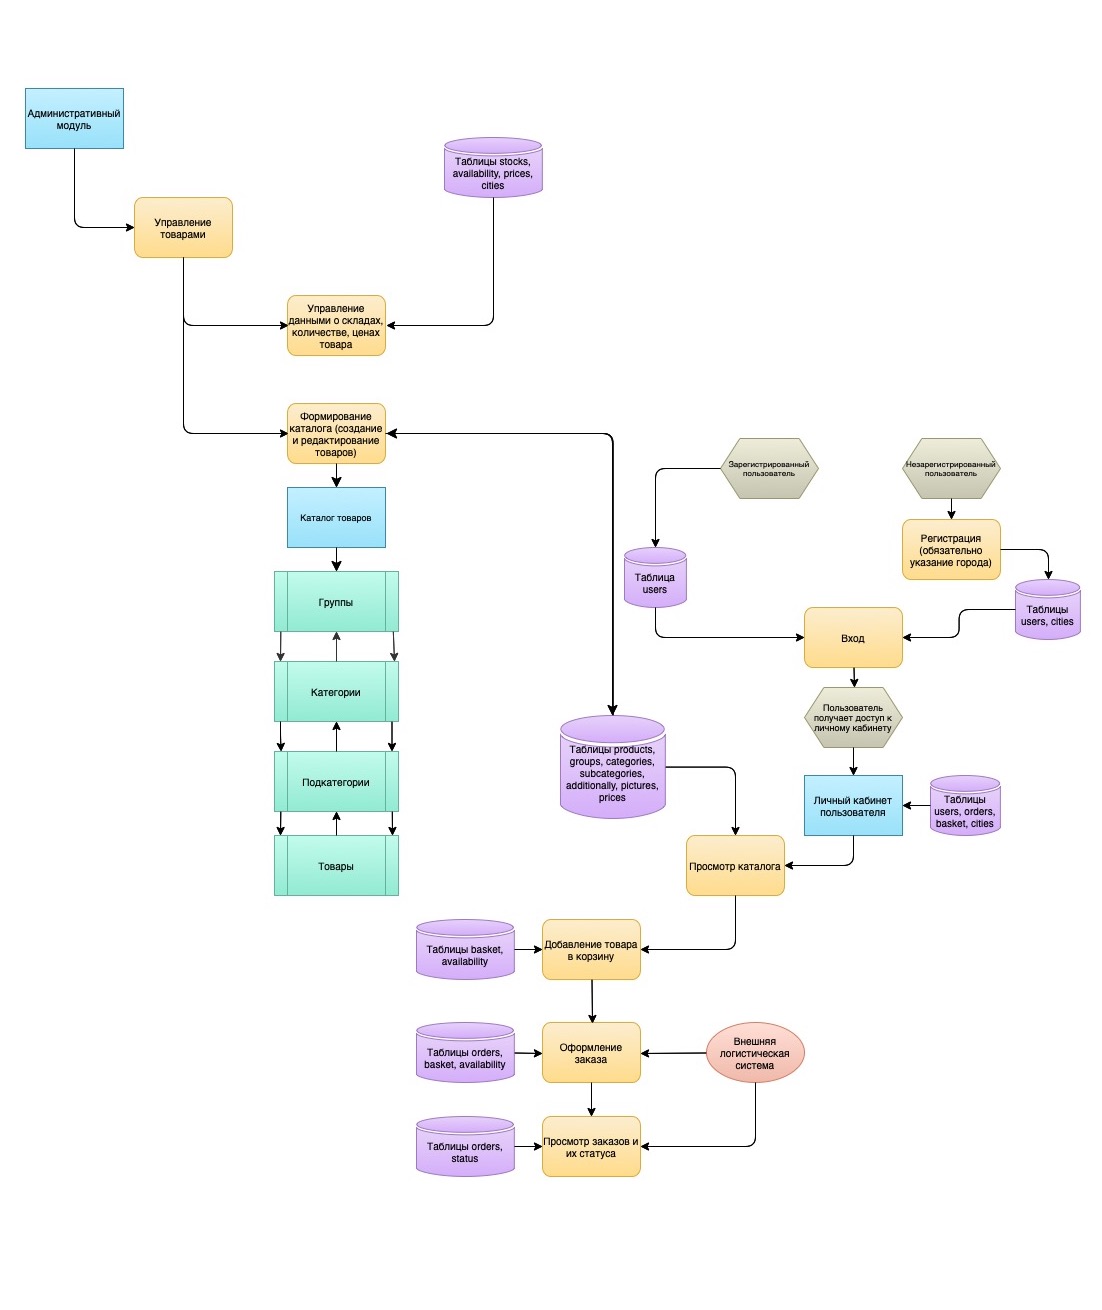 Административный
модуль
Таблицы stocks,
availability, prices,
cities
Управление
товарами
Управление
данными о складах,
количестве, ценах
товара
Формирование
каталога (создание
и редактирование
товаров)
Каталог товаров
Группы
Категории
Подкатегории
Товары
Зарегистрированный
пользователь
Незарегистрированный
пользователь
Регистрация
(обязательно
указание города)
Таблица
users
Таблицы
users, cities
Вход
Пользователь
получает доступ к
личному кабинету
Таблицы products,
groups, categories,
subcategories,
additionally, pictures,
prices
Личный кабинет
пользователя
Таблицы
users, orders,
basket, cities
Просмотр каталога
Таблицы basket,
availability
Добавление товара
в корзину
Таблицы orders,
basket, availability
Оформление
заказа
Внешняя
логистическая
система
Таблицы orders,
status
Просмотр заказов и
их статуса